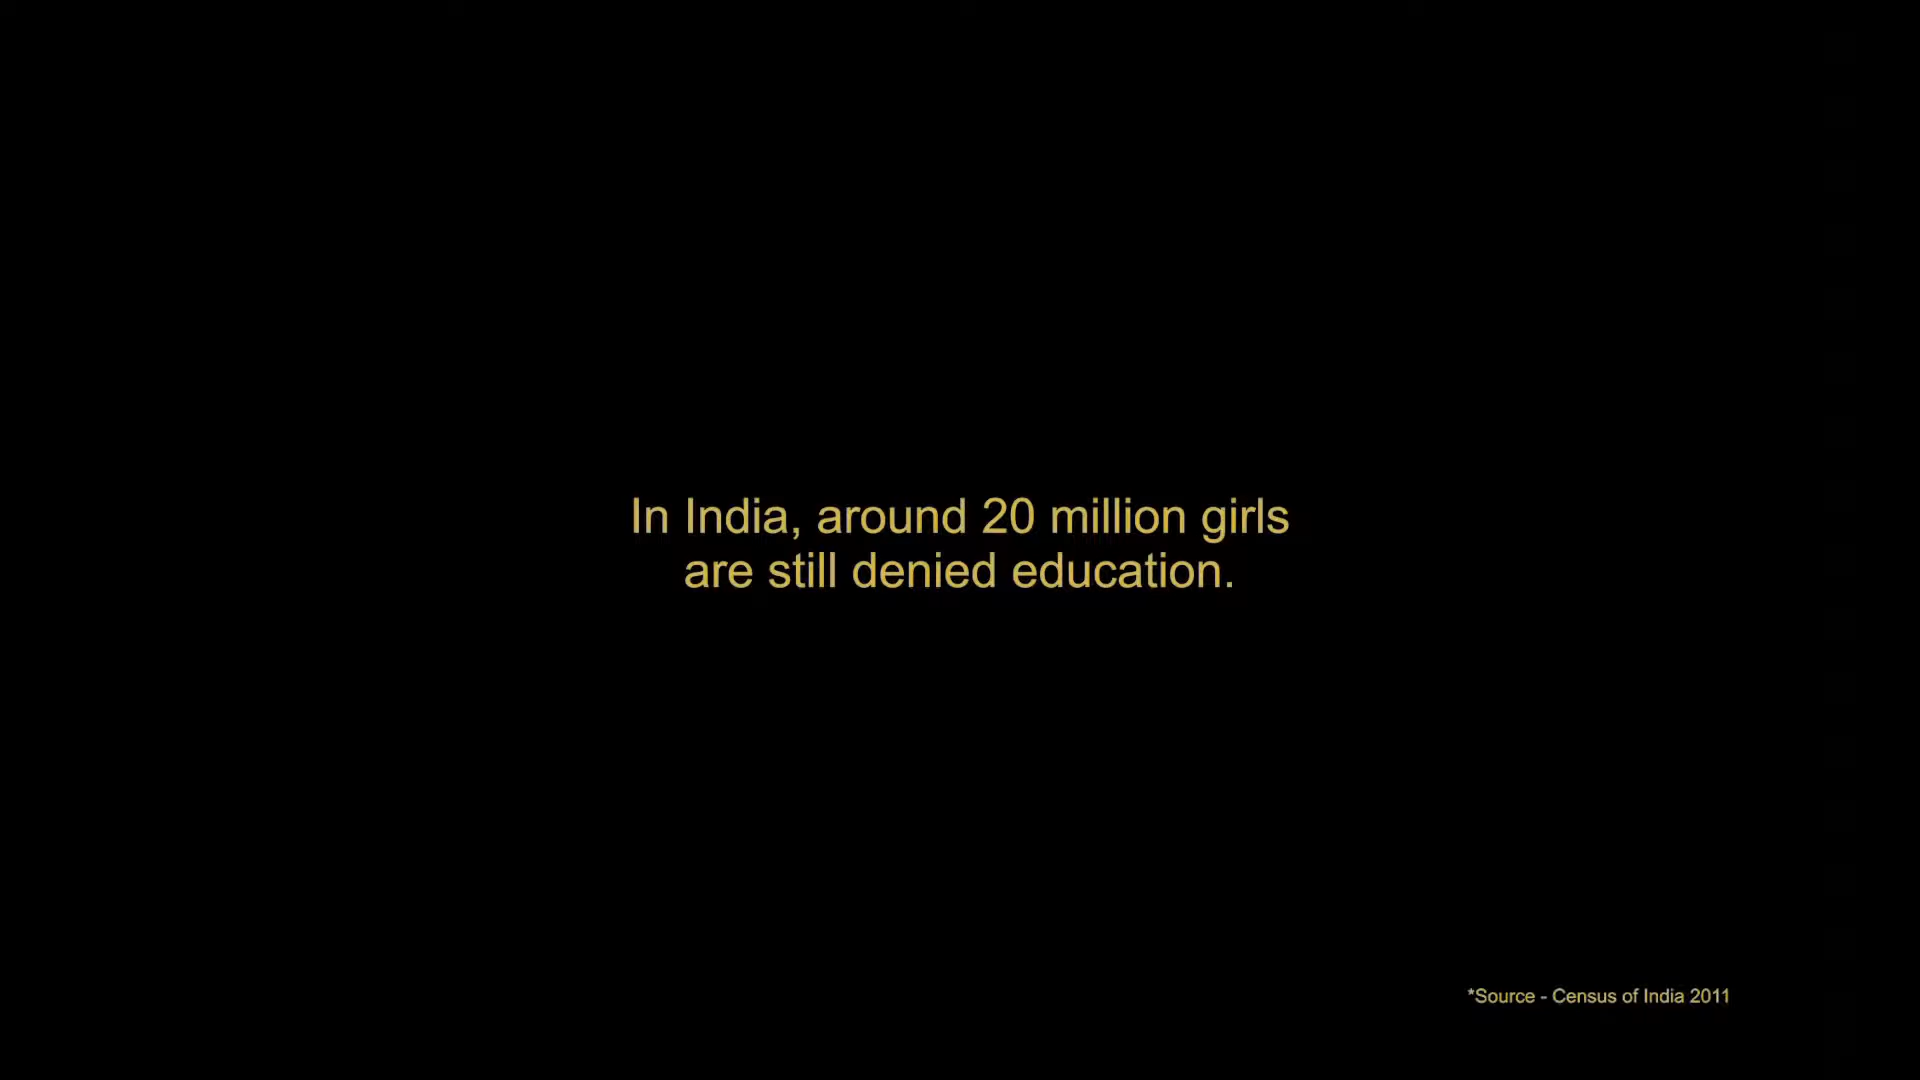 In India, around 20 million girls
are still denied education.
*Source - Census of India 2011